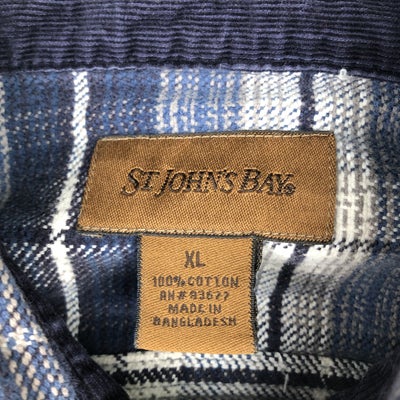 ST JOHN'S BAY®
XL
100% COTTON
RN # 93677
MADE IN
BANGLADESH